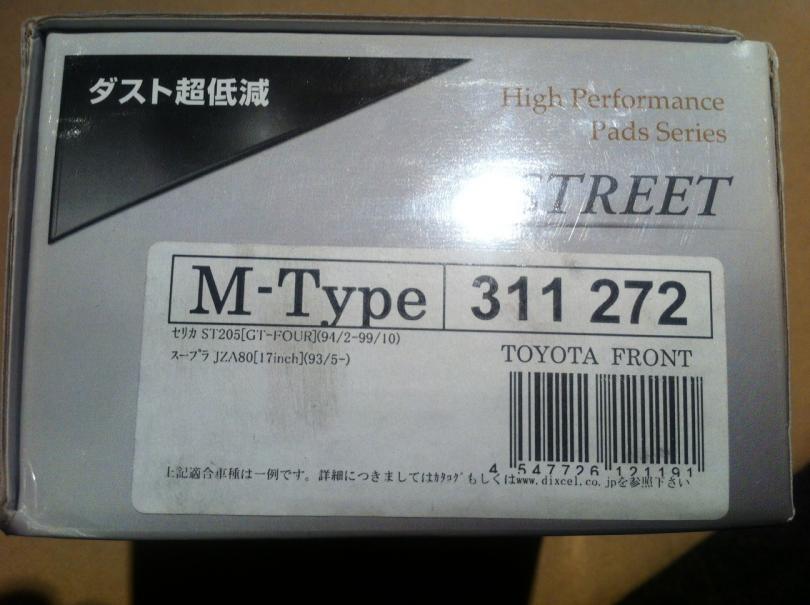 ダスト超低減
High Performance
Pads Series
STREET
M-Type
311 272
セリカ ST205[GT-FOUR](94/2-99/10)
スープラ JZA80[17inch](93/5-)
TOYOTA FRONT
4 547726 121191
上記適合車種は一例です。詳細につきましてはカタログもしくはwww.dixcel.co.jpを参照下さい